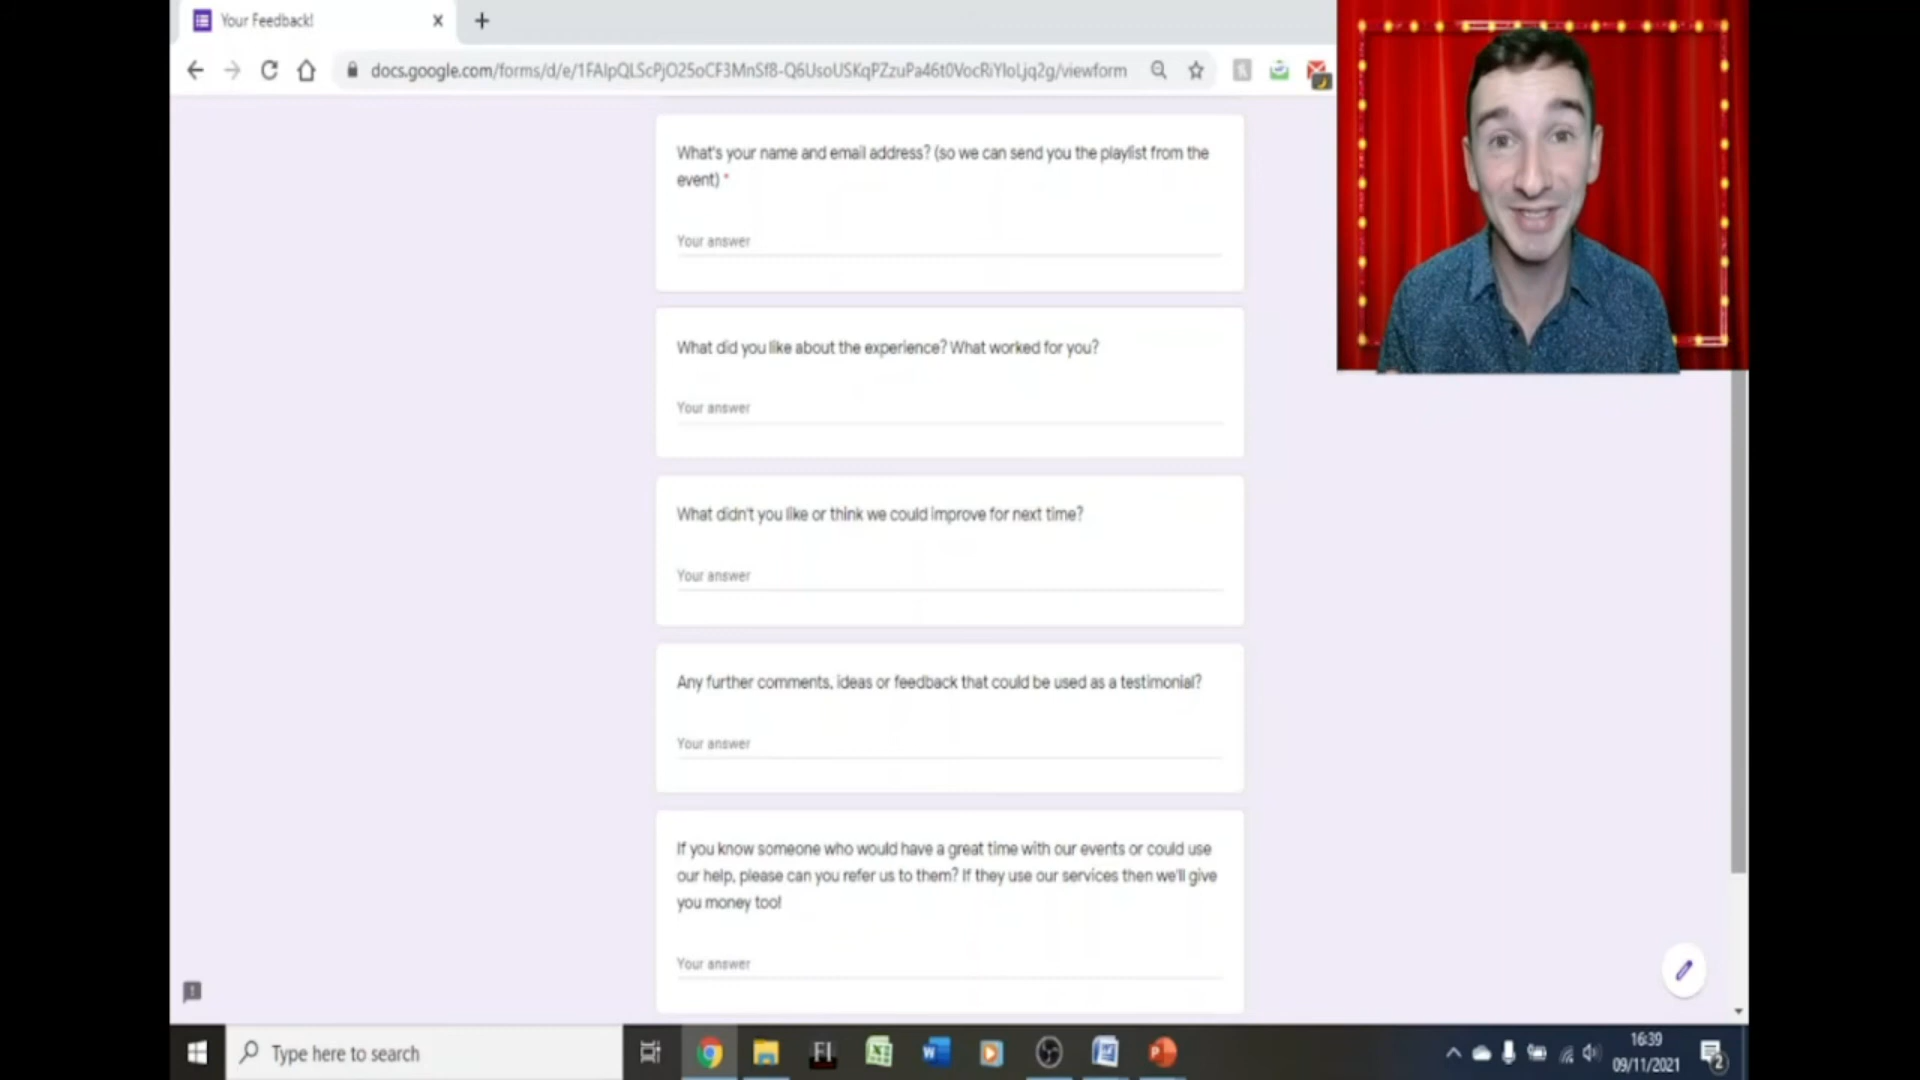 Your Feedback!
docs.google.com/forms/d/e/1FAIpQLScPjO25oCF3MnSf8-Q6UsoUSKqPZzuPa46t0VocRiYloLjq2g/viewform
What's your name and email address? (so we can send you the playlist from the
event) *
Your answer
What did you like about the experience? What worked for you?
Your answer
What didn't you like or think we could improve for next time?
Your answer
Any further comments, ideas or feedback that could be used as a testimonial?
Your answer
If you know someone who would have a great time with our events or could use
our help, please can you refer us to them? If they use our services then we'll give
you money too!
Your answer
Type here to search
16:39
09/11/2021
2